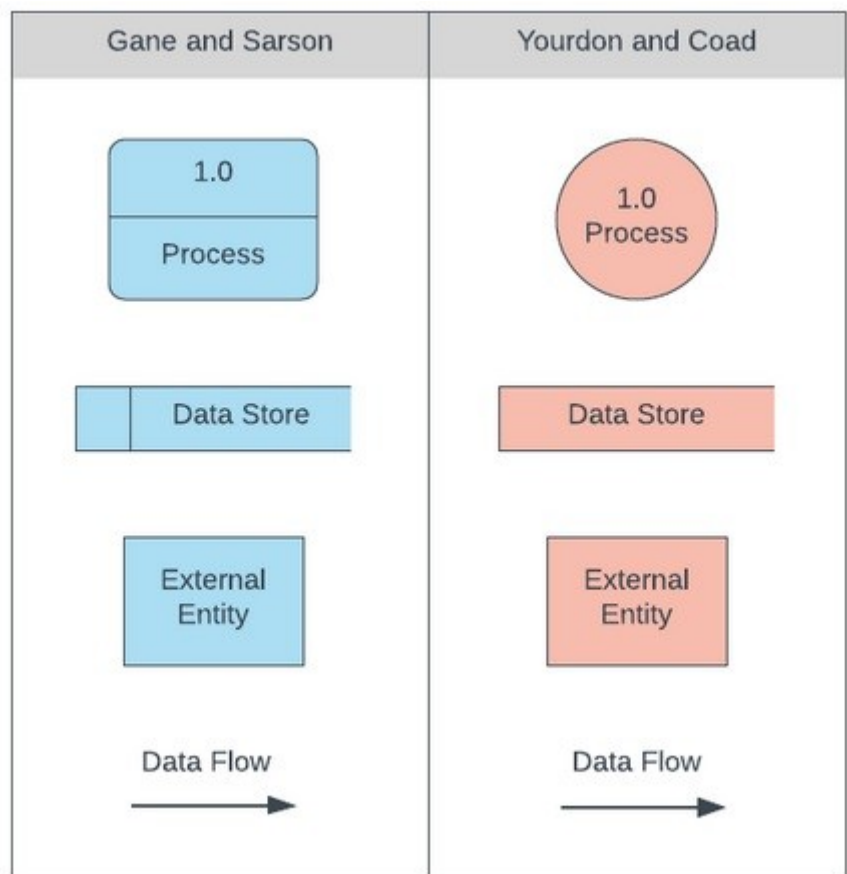 Gane and Sarson
Yourdon and Coad
1.0
Process
1.0
Process
Data Store
Data Store
External
Entity
External
Entity
Data Flow
Data Flow